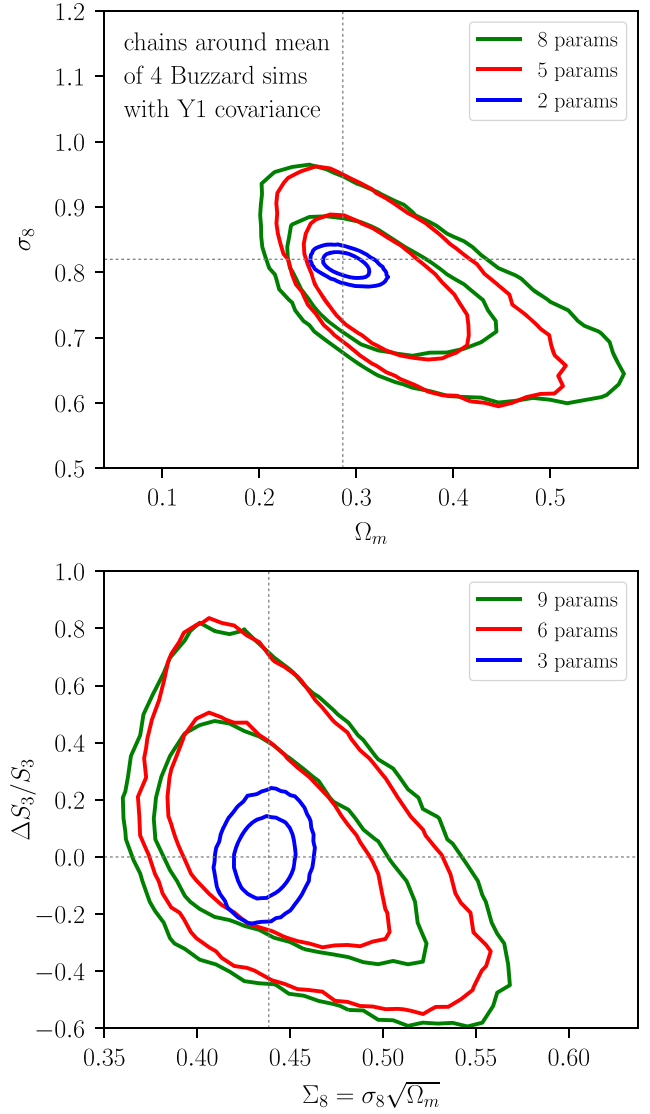 1.2
1.1
1.0
0.9
0.8
0.7
0.6
0.5
σ₈
chains around mean
of 4 Buzzard sims
with Y1 covariance
8 params
5 params
2 params
0.1 0.2 0.3 0.4 0.5
Ωₘ
1.0
0.8
0.6
0.4
0.2
0.0
−0.2
−0.4
−0.6
ΔS₃/S₃
9 params
6 params
3 params
0.35 0.40 0.45 0.50 0.55 0.60
Σ₈ = σ₈√Ωₘ